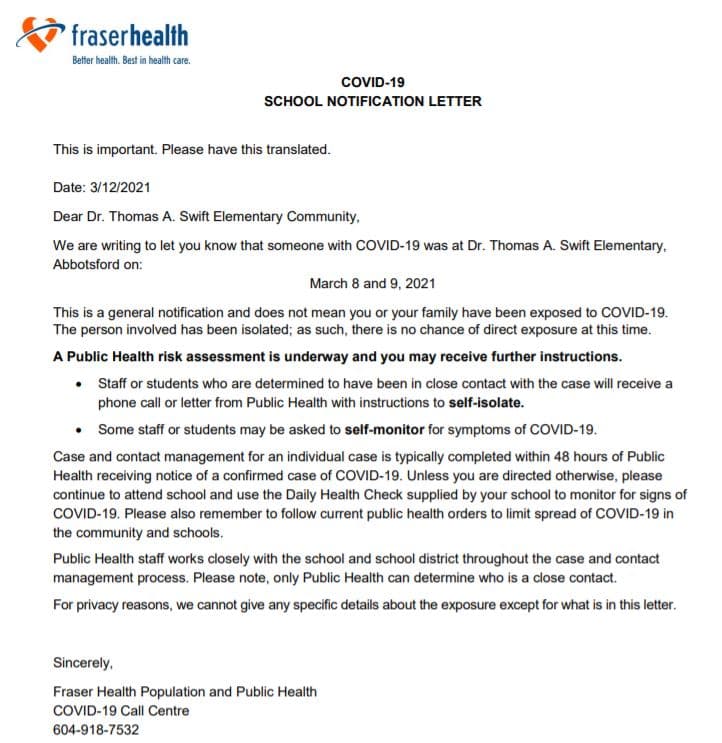 fraserhealth
Better health. Best in health care.
COVID-19
SCHOOL NOTIFICATION LETTER
This is important. Please have this translated.
Date: 3/12/2021
Dear Dr. Thomas A. Swift Elementary Community,
We are writing to let you know that someone with COVID-19 was at Dr. Thomas A. Swift Elementary,
Abbotsford on:
March 8 and 9, 2021
This is a general notification and does not mean you or your family have been exposed to COVID-19.
The person involved has been isolated; as such, there is no chance of direct exposure at this time.
A Public Health risk assessment is underway and you may receive further instructions.
• Staff or students who are determined to have been in close contact with the case will receive a
phone call or letter from Public Health with instructions to self-isolate.
• Some staff or students may be asked to self-monitor for symptoms of COVID-19.
Case and contact management for an individual case is typically completed within 48 hours of Public
Health receiving notice of a confirmed case of COVID-19. Unless you are directed otherwise, please
continue to attend school and use the Daily Health Check supplied by your school to monitor for signs of
COVID-19. Please also remember to follow current public health orders to limit spread of COVID-19 in
the community and schools.
Public Health staff works closely with the school and school district throughout the case and contact
management process. Please note, only Public Health can determine who is a close contact.
For privacy reasons, we cannot give any specific details about the exposure except for what is in this letter.
Sincerely,
Fraser Health Population and Public Health
COVID-19 Call Centre
604-918-7532